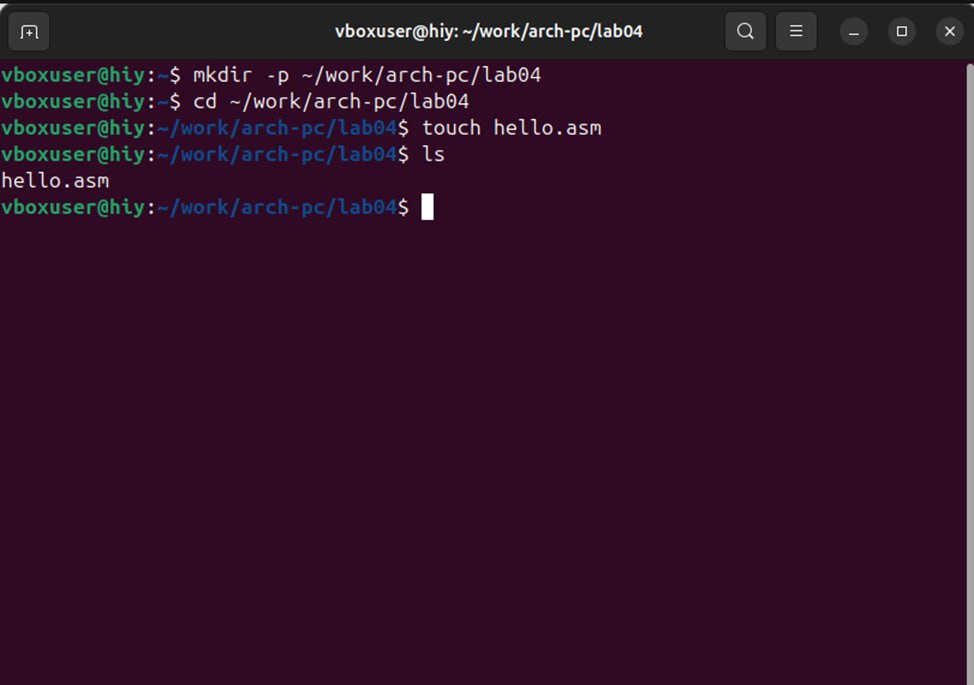 vboxuser@hiy: ~/work/arch-pc/lab04
vboxuser@hiy:~$ mkdir -p ~/work/arch-pc/lab04
vboxuser@hiy:~$ cd ~/work/arch-pc/lab04
vboxuser@hiy:~/work/arch-pc/lab04$ touch hello.asm
vboxuser@hiy:~/work/arch-pc/lab04$ ls
hello.asm
vboxuser@hiy:~/work/arch-pc/lab04$